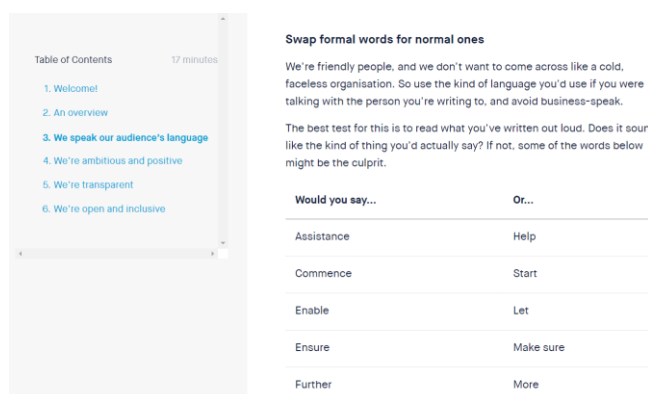 Table of Contents 17 minutes
1. Welcome!
2. An overview
3. We speak our audience's language
4. We're ambitious and positive
5. We're transparent
6. We're open and inclusive
Swap formal words for normal ones
We're friendly people, and we don't want to come across like a cold,
faceless organisation. So use the kind of language you'd use if you were
talking with the person you're writing to, and avoid business-speak.
The best test for this is to read what you've written out loud. Does it soun
like the kind of thing you'd actually say? If not, some of the words below
might be the culprit.
Would you say... Or...
Assistance Help
Commence Start
Enable Let
Ensure Make sure
Further More